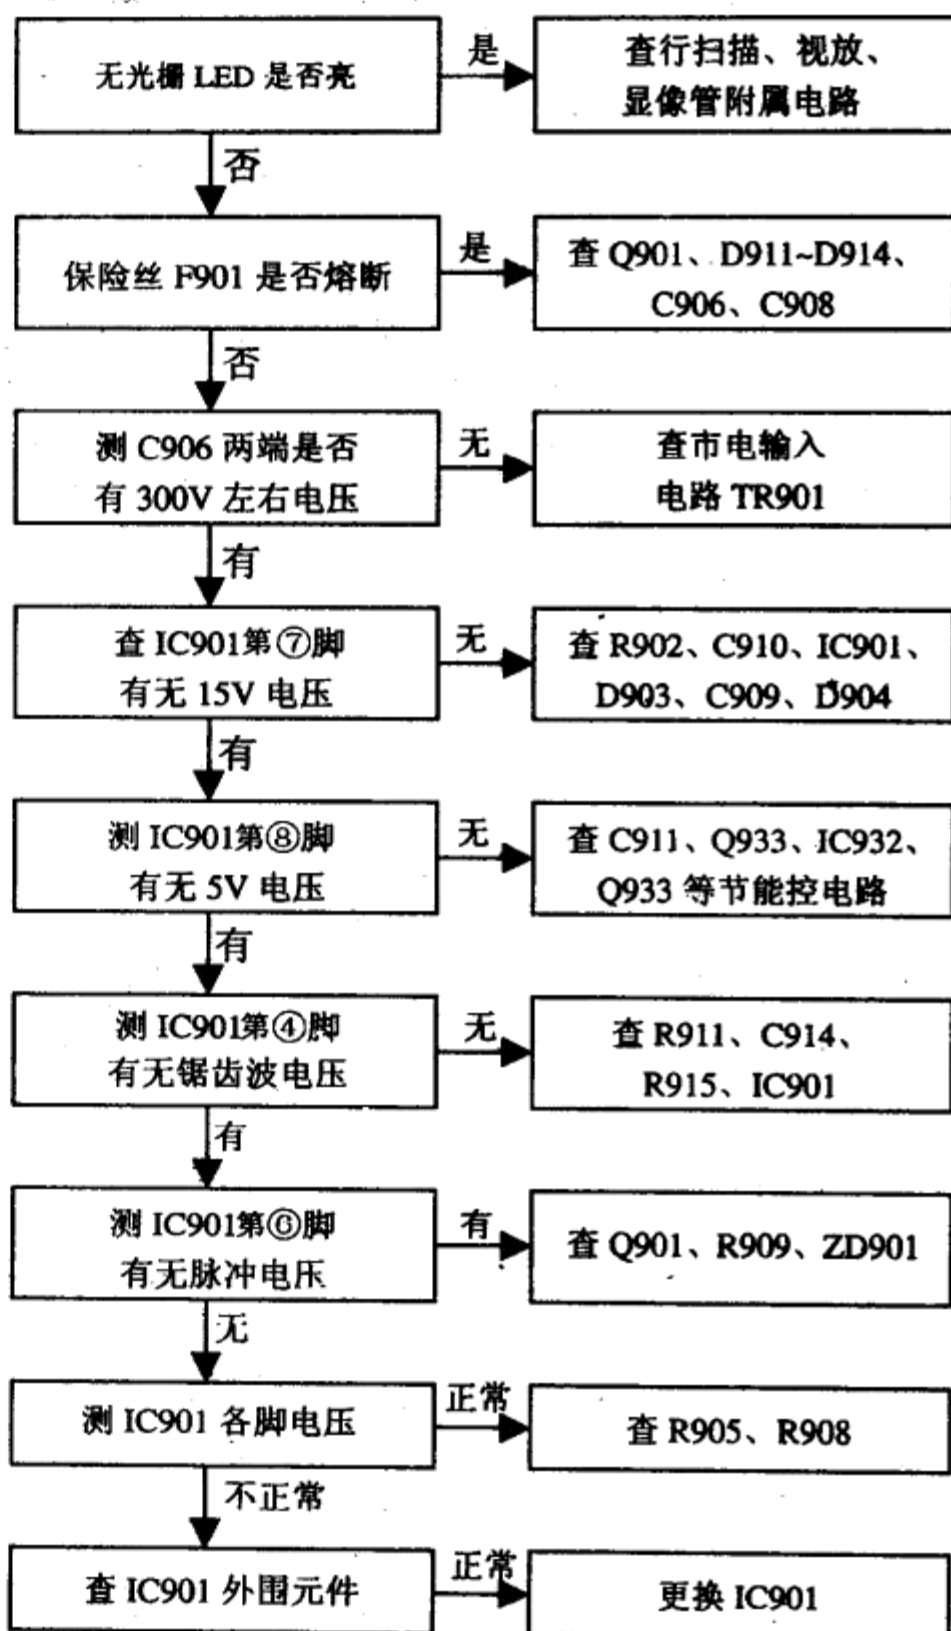 无光栅 LED 是否亮
是
查行扫描、视放、
显像管附属电路
否
保险丝 F901 是否熔断
是
查 Q901、D911~D914、
C906、C908
否
测 C906 两端是否
有 300V 左右电压
无
查市电输入
电路 TR901
有
查 IC901第⑦脚
有无 15V 电压
无
查 R902、C910、IC901、
D903、C909、D904
有
测 IC901第⑧脚
有无 5V 电压
无
查 C911、Q933、IC932、
Q933 等节能控电路
有
测 IC901第④脚
有无锯齿波电压
无
查 R911、C914、
R915、IC901
有
测 IC901第⑥脚
有无脉冲电压
有
查 Q901、R909、ZD901
无
测 IC901 各脚电压
正常
查 R905、R908
不正常
查 IC901 外围元件
正常
更换 IC901